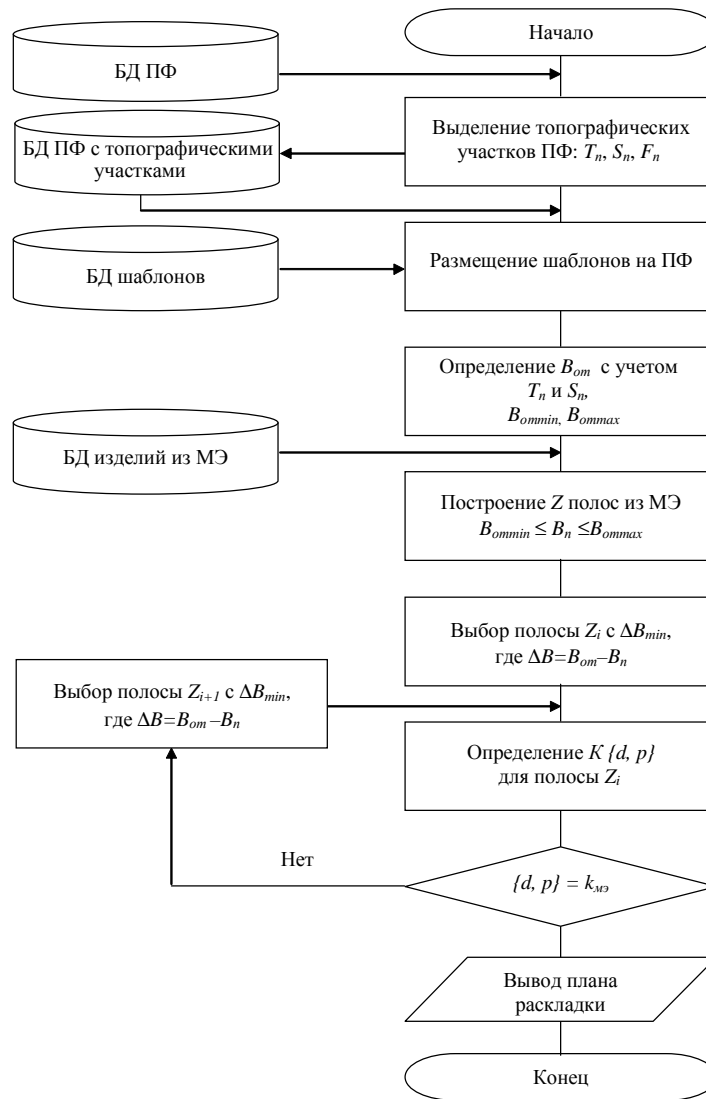 Начало
БД ПФ
Выделение топографических
участков ПФ: Tn, Sn, Fn
БД ПФ с топографическими
участками
Размещение шаблонов на ПФ
БД шаблонов
Определение Bот с учетом
Tn и Sn,
Bотmin, Bотmax
БД изделий из МЭ
Построение Z полос из МЭ
Bотmin ≤ Bn ≤Bотmax
Выбор полосы Zi с ΔBmin,
где ΔB=Bот–Bn
Выбор полосы Zi+1 с ΔBmin,
где ΔB=Bот –Bn
Определение K {d, p}
для полосы Zi
Нет
{d, p} = kмэ
Вывод плана
раскладки
Конец